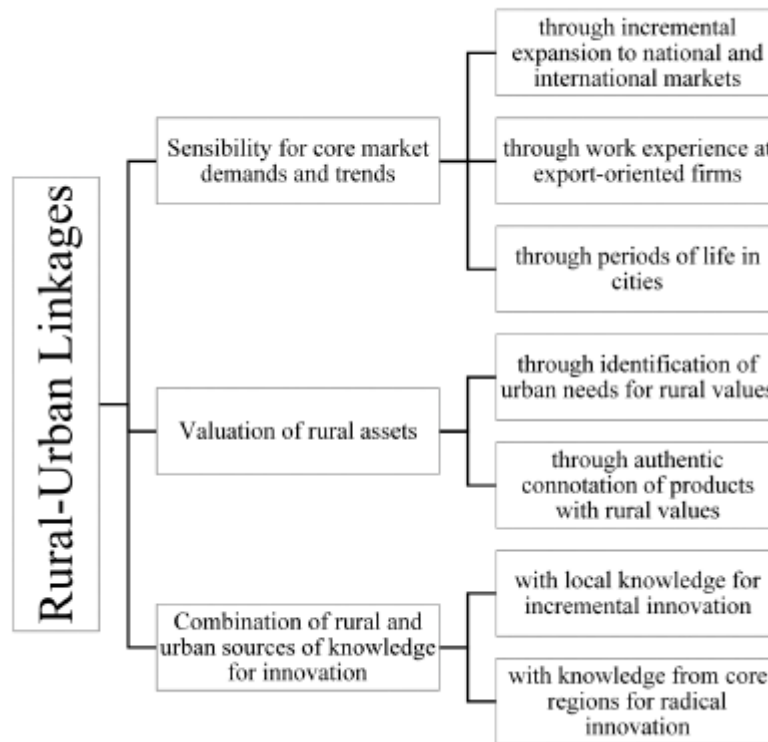 Rural-Urban Linkages
Sensibility for core market
demands and trends
through incremental
expansion to national and
international markets
through work experience at
export-oriented firms
through periods of life in
cities
Valuation of rural assets
through identification of
urban needs for rural values
through authentic
connotation of products
with rural values
Combination of rural and
urban sources of knowledge
for innovation
with local knowledge for
incremental innovation
with knowledge from core
regions for radical
innovation